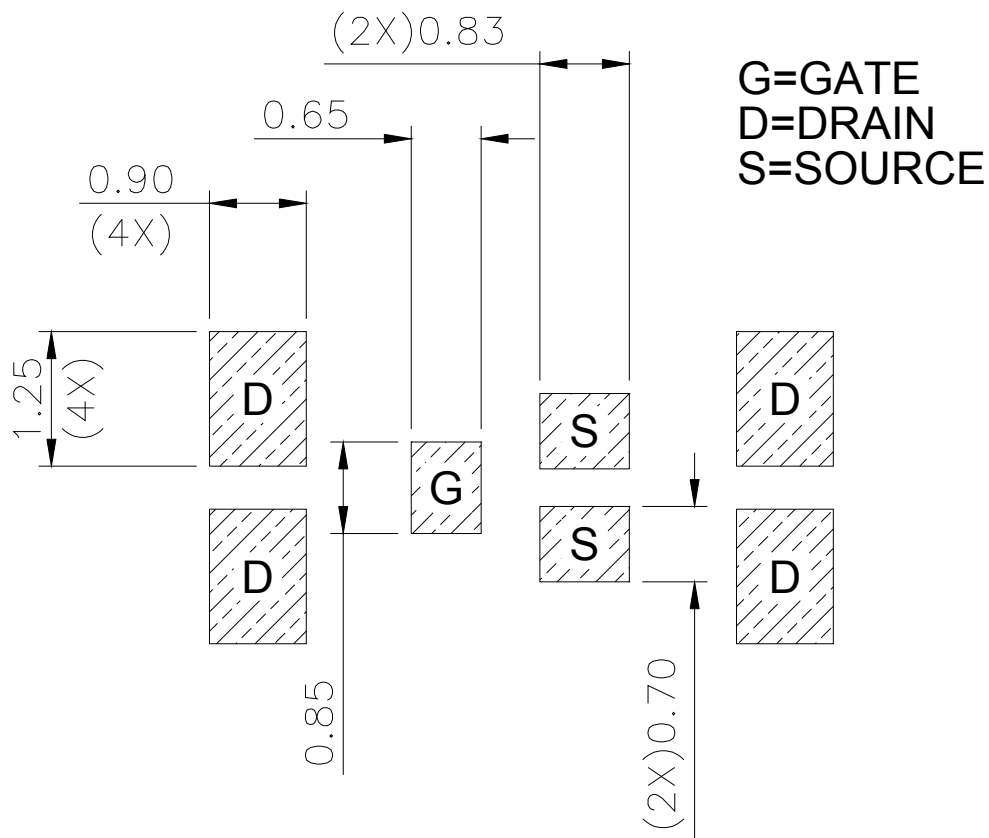 (2X)0.83
G=GATE
D=DRAIN
S=SOURCE
0.65
0.90
(4X)
1.25
(4X)
D
D
S
G
S
D
D
0.85
(2X)0.70